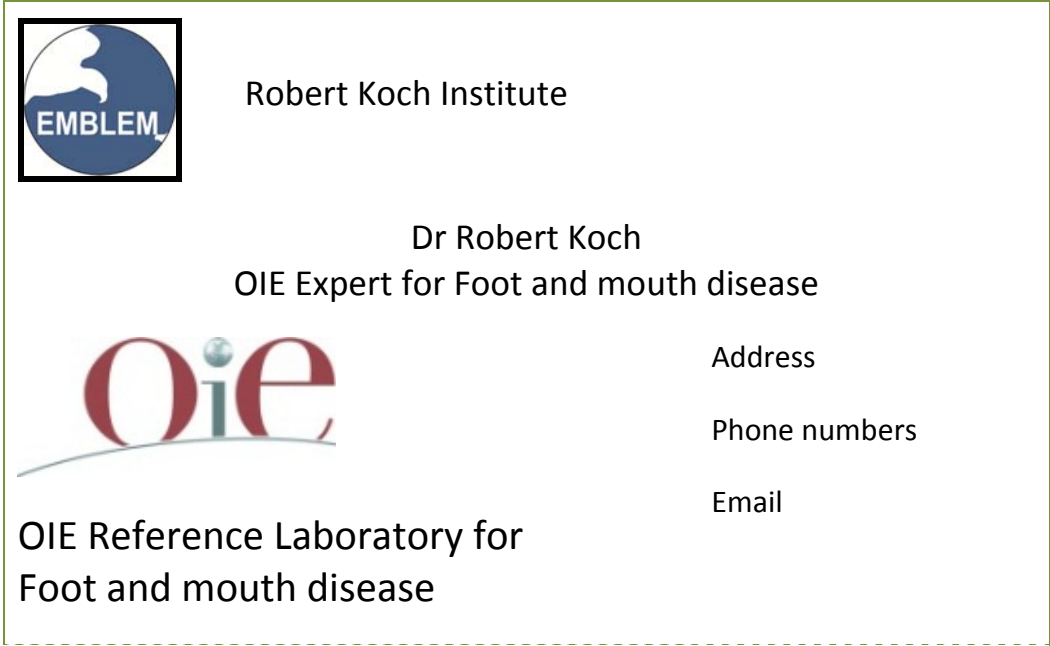 EMBLEM
Robert Koch Institute
Dr Robert Koch
OIE Expert for Foot and mouth disease
Oie
Address
Phone numbers
Email
OIE Reference Laboratory for
Foot and mouth disease